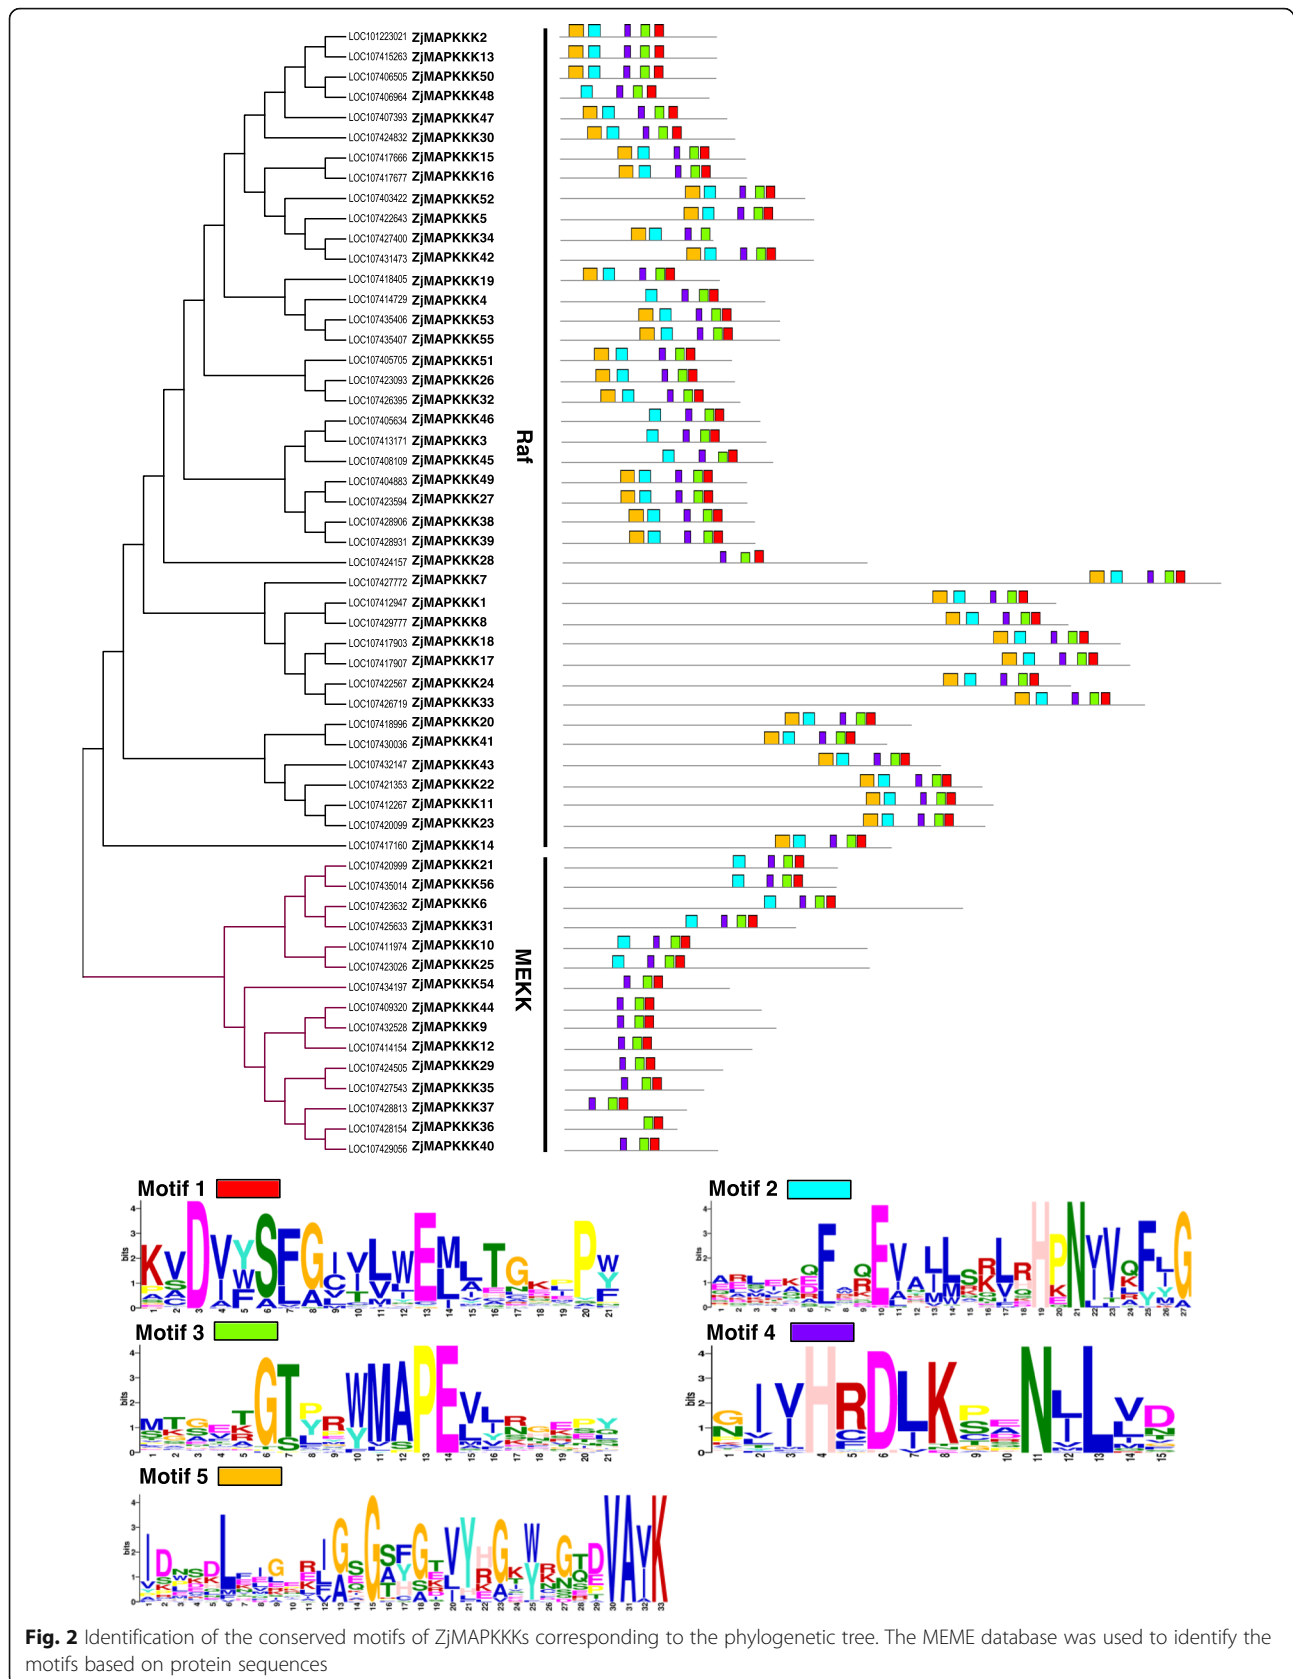 LOC101223021 ZjMAPKKK2
LOC107415263 ZjMAPKKK13
LOC107406505 ZjMAPKKK50
LOC107406964 ZjMAPKKK48
LOC107407393 ZjMAPKKK47
LOC107424832 ZjMAPKKK30
LOC107417666 ZjMAPKKK15
LOC107417677 ZjMAPKKK16
LOC107403422 ZjMAPKKK52
LOC107422643 ZjMAPKKK5
LOC107427400 ZjMAPKKK34
LOC107431473 ZjMAPKKK42
LOC107418405 ZjMAPKKK19
LOC107414729 ZjMAPKKK4
LOC107435406 ZjMAPKKK53
LOC107435407 ZjMAPKKK55
LOC107405705 ZjMAPKKK51
LOC107423093 ZjMAPKKK26
LOC107426395 ZjMAPKKK32
LOC107405634 ZjMAPKKK46
LOC107413171 ZjMAPKKK3
LOC107408109 ZjMAPKKK45
LOC107404883 ZjMAPKKK49
LOC107423594 ZjMAPKKK27
LOC107428906 ZjMAPKKK38
LOC107428931 ZjMAPKKK39
LOC107424157 ZjMAPKKK28
LOC107427772 ZjMAPKKK7
LOC107412947 ZjMAPKKK1
LOC107429777 ZjMAPKKK8
LOC107417903 ZjMAPKKK18
LOC107417907 ZjMAPKKK17
LOC107422567 ZjMAPKKK24
LOC107426719 ZjMAPKKK33
LOC107418996 ZjMAPKKK20
LOC107430036 ZjMAPKKK41
LOC107432147 ZjMAPKKK43
LOC107421353 ZjMAPKKK22
LOC107412267 ZjMAPKKK11
LOC107420099 ZjMAPKKK23
LOC107417160 ZjMAPKKK14
Raf
LOC107420999 ZjMAPKKK21
LOC107435014 ZjMAPKKK56
LOC107423632 ZjMAPKKK6
LOC107425633 ZjMAPKKK31
LOC107411974 ZjMAPKKK10
LOC107423026 ZjMAPKKK25
LOC107434197 ZjMAPKKK54
LOC107409320 ZjMAPKKK44
LOC107432528 ZjMAPKKK9
LOC107414154 ZjMAPKKK12
LOC107424505 ZjMAPKKK29
LOC107427543 ZjMAPKKK35
LOC107428813 ZjMAPKKK37
LOC107428154 ZjMAPKKK36
LOC107429056 ZjMAPKKK40
MEKK
Motif 1
Motif 2
Motif 3
Motif 4
Motif 5
Fig. 2 Identification of the conserved motifs of ZjMAPKKKs corresponding to the phylogenetic tree. The MEME database was used to identify the
motifs based on protein sequences